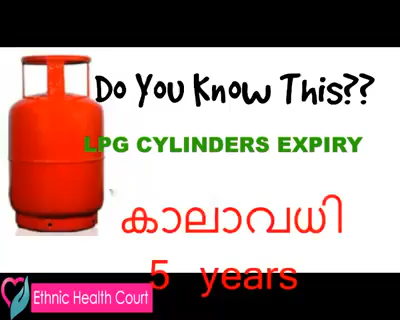 Do You Know This??
LPG CYLINDERS EXPIRY
കാലാവധി
5 years
Ethnic Health Court